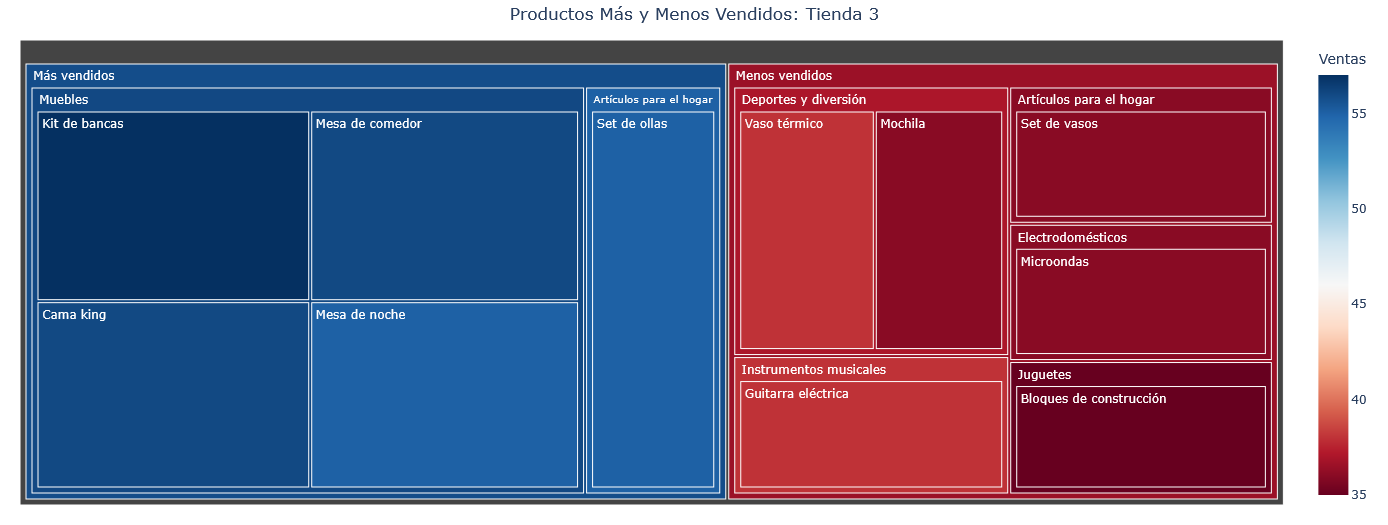 Productos Más y Menos Vendidos: Tienda 3
Más vendidos
Muebles
Kit de bancas
Mesa de comedor
Cama king
Mesa de noche
Artículos para el hogar
Set de ollas
Menos vendidos
Deportes y diversión
Vaso térmico
Mochila
Instrumentos musicales
Guitarra eléctrica
Artículos para el hogar
Set de vasos
Electrodomésticos
Microondas
Juguetes
Bloques de construcción
Ventas
55
50
45
40
35